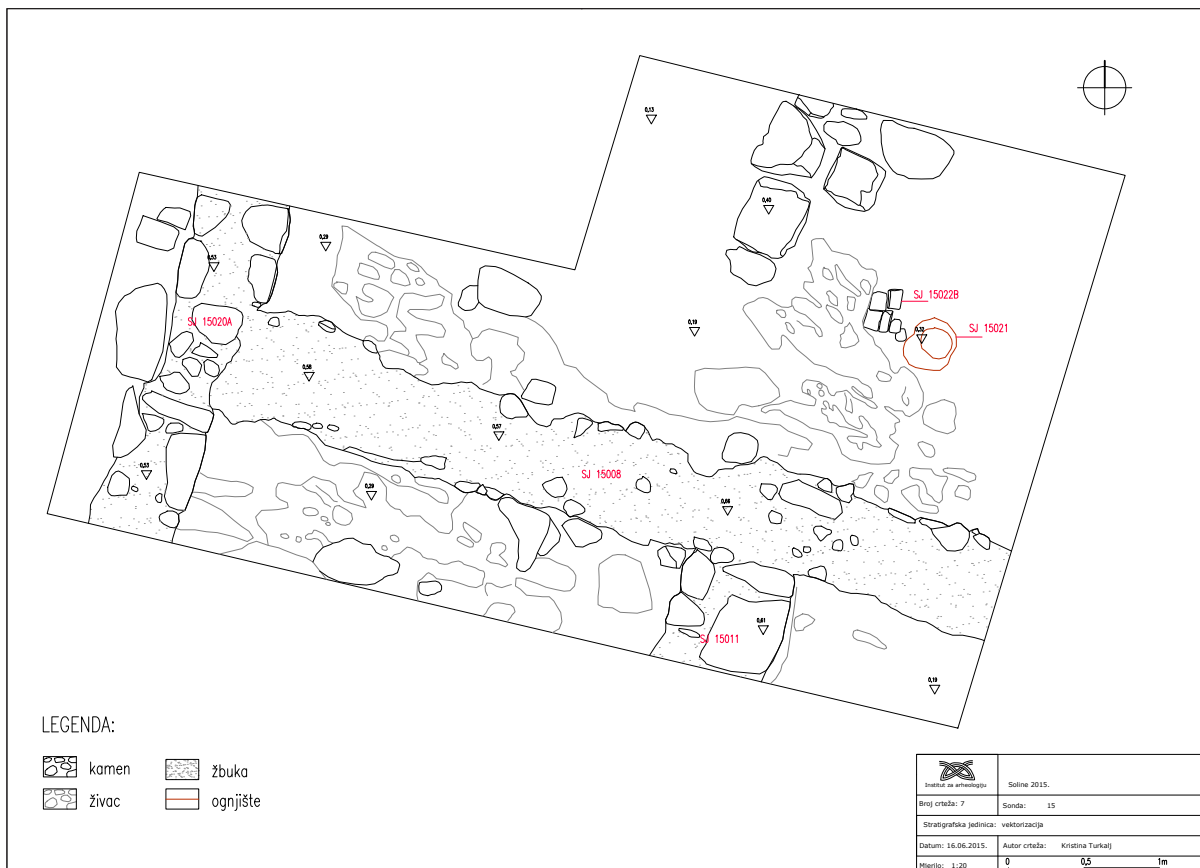 0,13
0,40
0,29
0,53
SJ 15022B
SJ 15020A
0,19
SJ 15021
0,32
0,58
0,57
0,53
SJ 15008
0,29
0,66
0,61
SJ 15011
0,19
LEGENDA:
kamen
žbuka
živac
ognjište
Institut za arheologiju
Soline 2015.
Broj crteža: 7
Sonda: 15
Stratigrafska jedinica: vektorizacija
Datum: 16.06.2015.
Autor crteža: Kristina Turkalj
Mjerilo: 1:20
0 0,5 1m